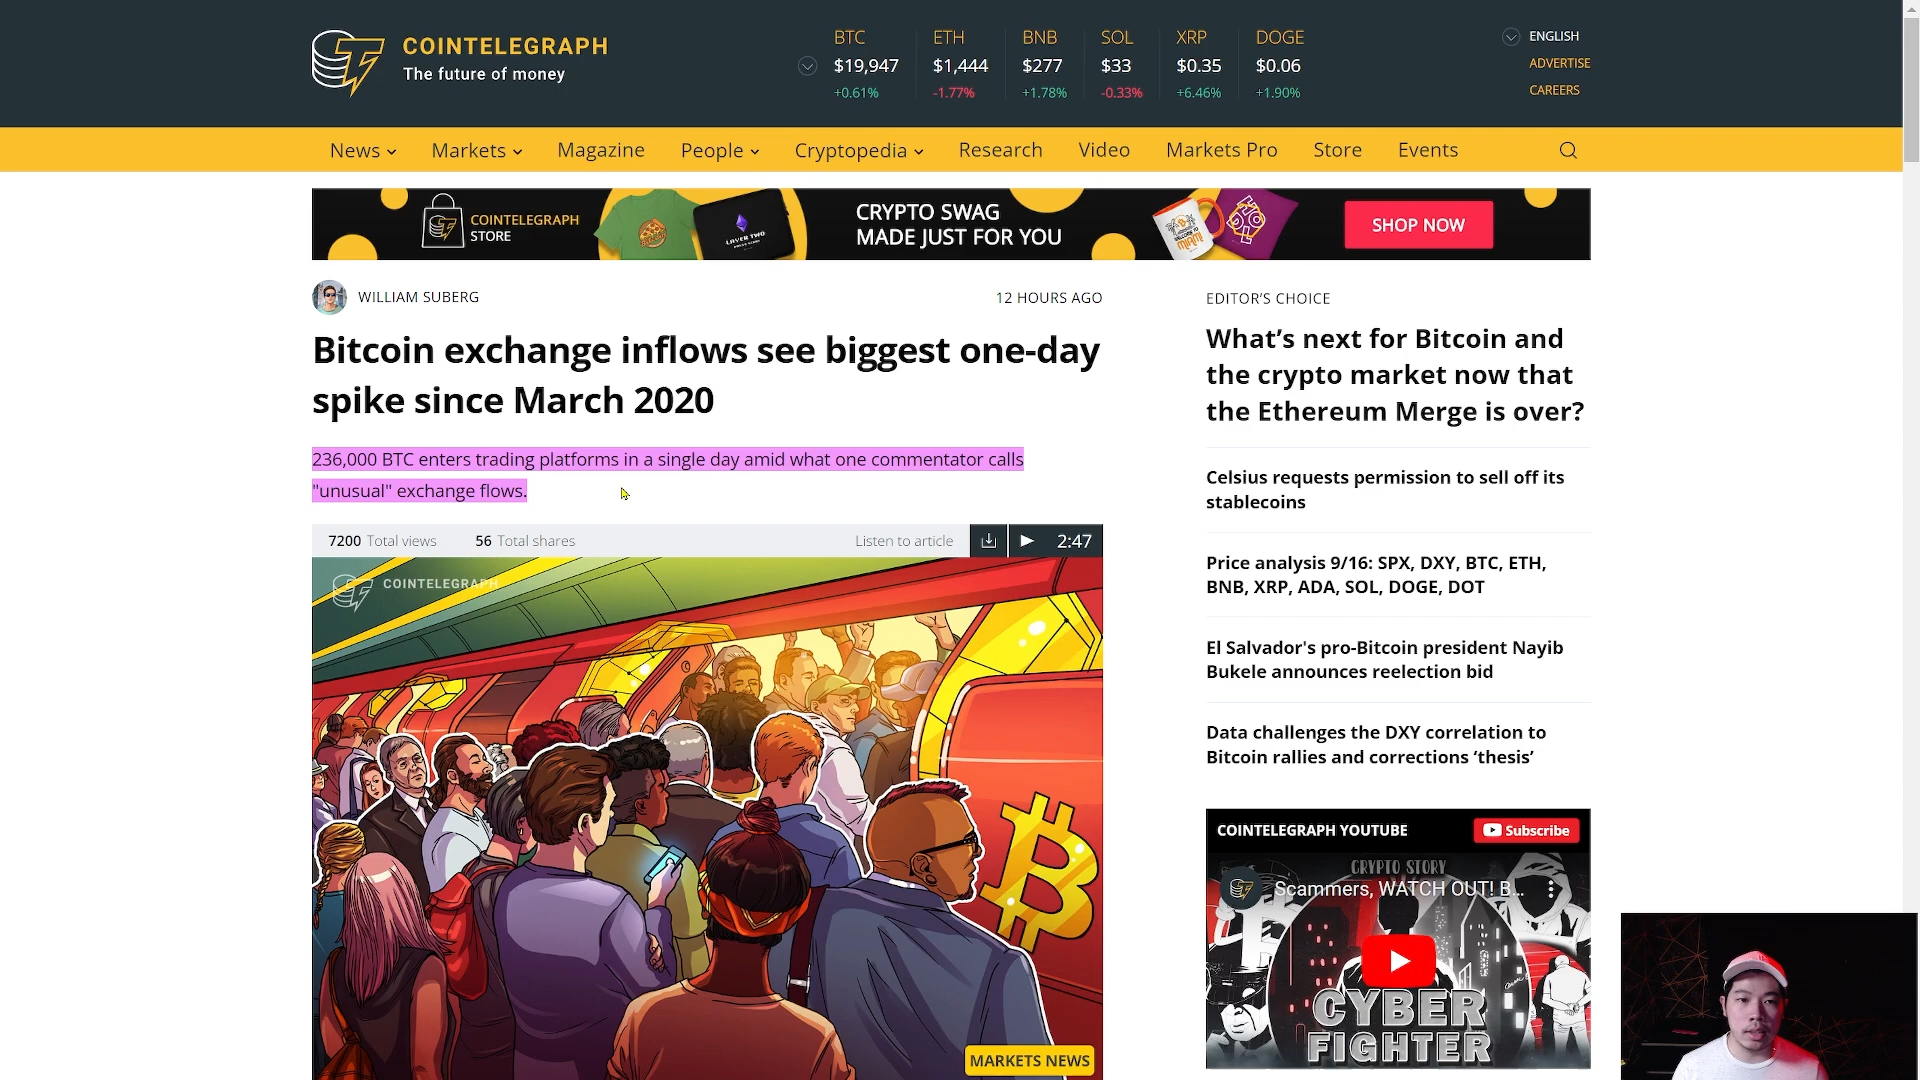 COINTELEGRAPH
The future of money
BTC
$19,947
+0.61%
ETH
$1,444
-1.77%
BNB
$277
+1.78%
SOL
$33
-0.33%
XRP
$0.35
+6.46%
DOGE
$0.06
+1.90%
ENGLISH
ADVERTISE
CAREERS
News Markets Magazine People Cryptopedia Research Video Markets Pro Store Events
COINTELEGRAPH
STORE
LAYER TWO
CRYPTO SWAG
MADE JUST FOR YOU
SHOP NOW
WILLIAM SUBERG
12 HOURS AGO
Bitcoin exchange inflows see biggest one-day
spike since March 2020
236,000 BTC enters trading platforms in a single day amid what one commentator calls
"unusual" exchange flows.
7200 Total views 56 Total shares
Listen to article
2:47
COINTELEGRAPH
MARKETS NEWS
EDITOR'S CHOICE
What's next for Bitcoin and
the crypto market now that
the Ethereum Merge is over?
Celsius requests permission to sell off its
stablecoins
Price analysis 9/16: SPX, DXY, BTC, ETH,
BNB, XRP, ADA, SOL, DOGE, DOT
El Salvador's pro-Bitcoin president Nayib
Bukele announces reelection bid
Data challenges the DXY correlation to
Bitcoin rallies and corrections ‘thesis’
COINTELEGRAPH YOUTUBE
Subscribe
CRYPTO STORY
Scammers, WATCH OUT! B...
CYBER
FIGHTER